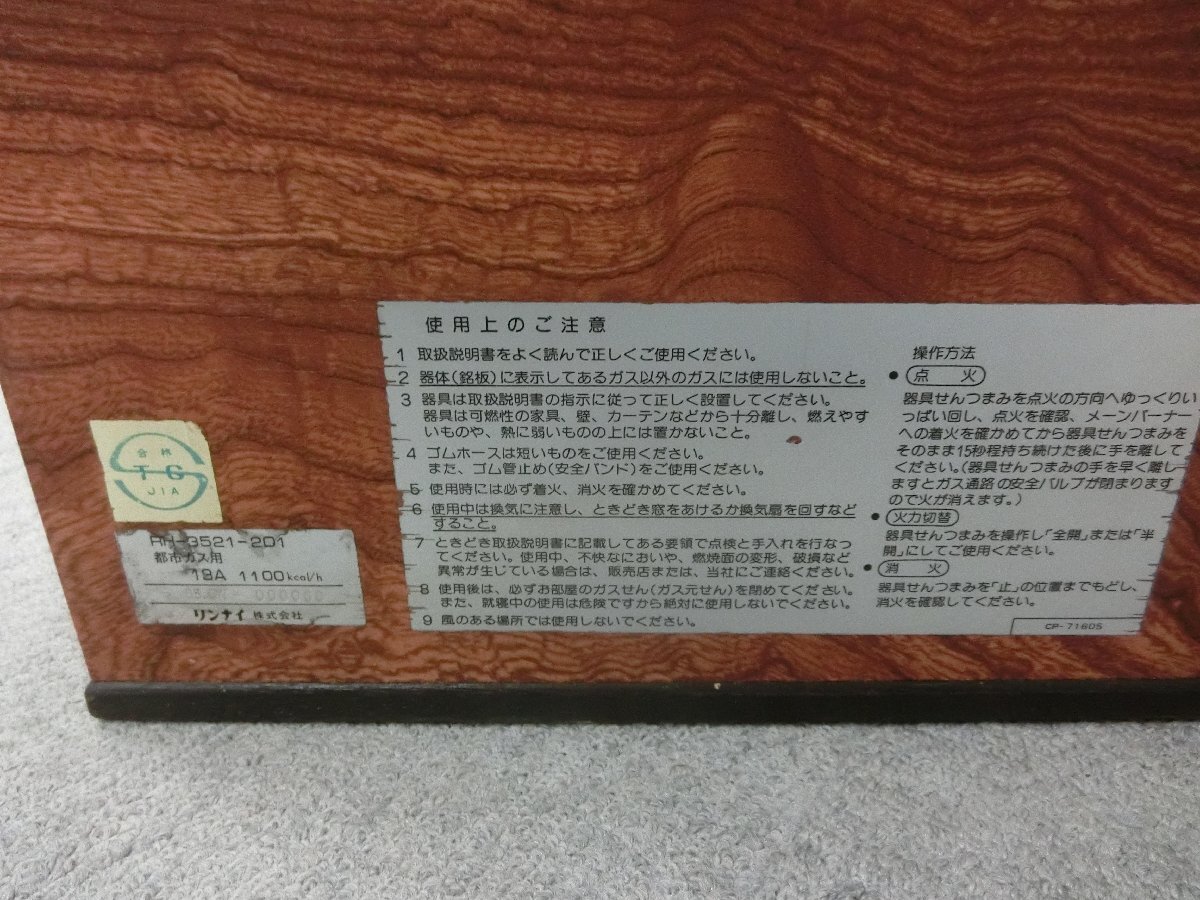 使用上のご注意
1 取扱説明書をよく読んで正しくご使用ください。
2 器体(銘板)に表示してあるガス以外のガスには使用しないこと。
3 器具は取扱説明書の指示に従って正しく設置してください。
器具は可燃性の家具、壁、カーテンなどから十分離し、燃えやす
いものや、熱に弱いものの上には置かないこと。
4 ゴムホースは短いものをご使用ください。
また、ゴム管止め(安全バンド)をご使用ください。
5 使用時には必ず着火、消火を確かめてください。
6 使用中は換気に注意し、ときどき窓をあけるか換気扇を回すなど
すること。
7 ときどき取扱説明書に記載してある要領で点検と手入れを行なっ
てください。使用中、不快なにおいや、燃焼面の変形、破損など
異常が生じている場合は、販売店または、当社にご連絡ください。
8 使用後は、必ずお部屋のガスせん(ガス元せん)を閉めてください。
また、就寝中の使用は危険ですから絶対に使用しないでください。
9 風のある場所では使用しないでください。
操作方法
● 点火
器具せんつまみを点火の方向へゆっくりい
っぱい回し、点火を確認、メーンバーナー
への着火を確かめてから器具せんつまみを
そのまま15秒程持ち続けた後に手を離して
ください。(器具せんつまみの手を早く離し
ますとガス通路の安全バルブが閉まります
ので火が消えます。)
● 火力切替
器具せんつまみを操作し「全開」または「半
開」にしてご使用ください。
● 消火
器具せんつまみを「止」の位置までもどし、
消火を確認してください。
CP-71605
合格
TG
JIA
RH-3521-2D1
都市ガス用
13A 1100kcal/h
リンナイ株式会社